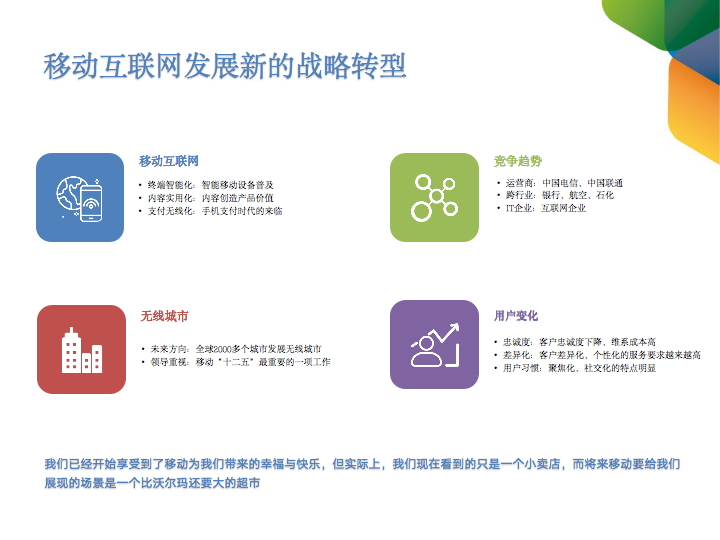 移动互联网发展新的战略转型
移动互联网
• 终端智能化：智能移动设备普及
• 内容实用化：内容创造产品价值
• 支付无线化：手机支付时代的来临
竞争趋势
• 运营商：中国电信、中国联通
• 跨行业：银行、航空、石化
• IT企业：互联网企业
无线城市
• 未来方向：全球2000多个城市发展无线城市
• 领导重视：移动“十二五”最重要的一项工作
用户变化
• 忠诚度：客户忠诚度下降、维系成本高
• 差异化：客户差异化、个性化的服务要求越来越高
• 用户习惯：聚焦化、社交化的特点明显
我们已经开始享受到了移动为我们带来的幸福与快乐，但实际上，我们现在看到的只是一个小卖店，而将来移动要给我们
展现的场景是一个比沃尔玛还要大的超市